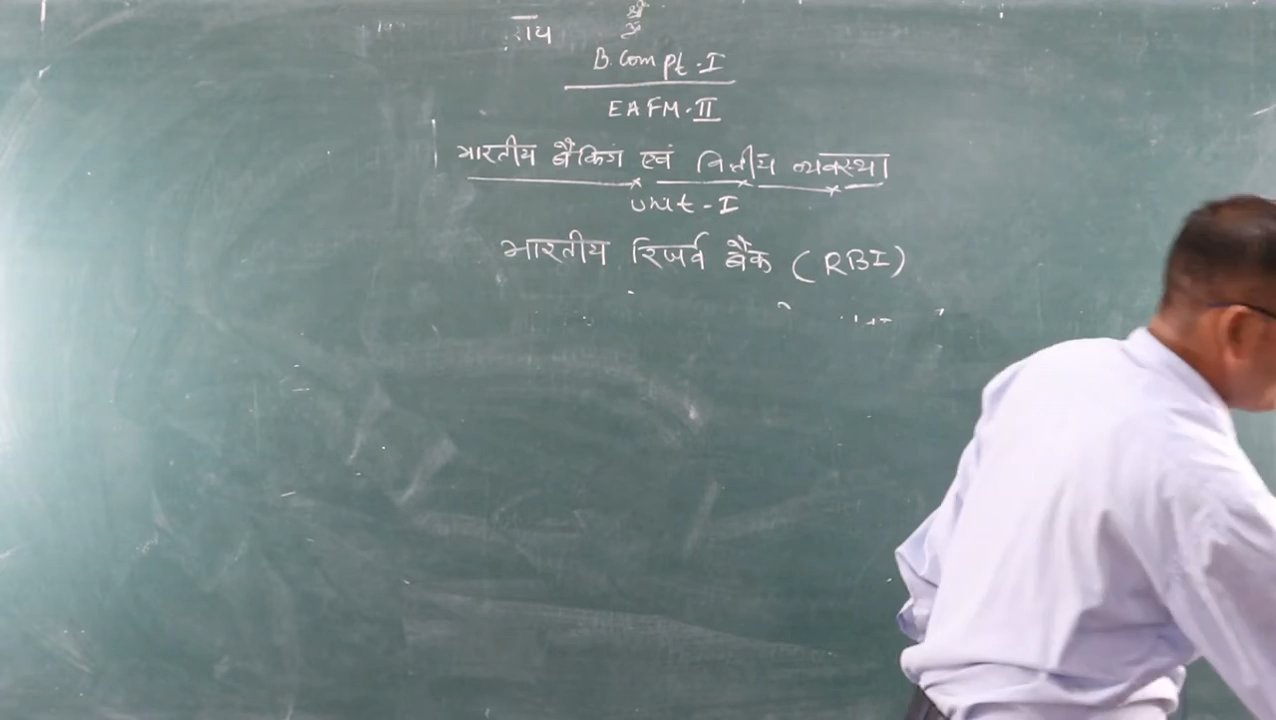 श्री
B.Com Pt.-I
EAFM-II
भारतीय बैंकिंग एवं वित्तीय व्यवस्था
Unit-I
भारतीय रिजर्व बैंक (RBI)